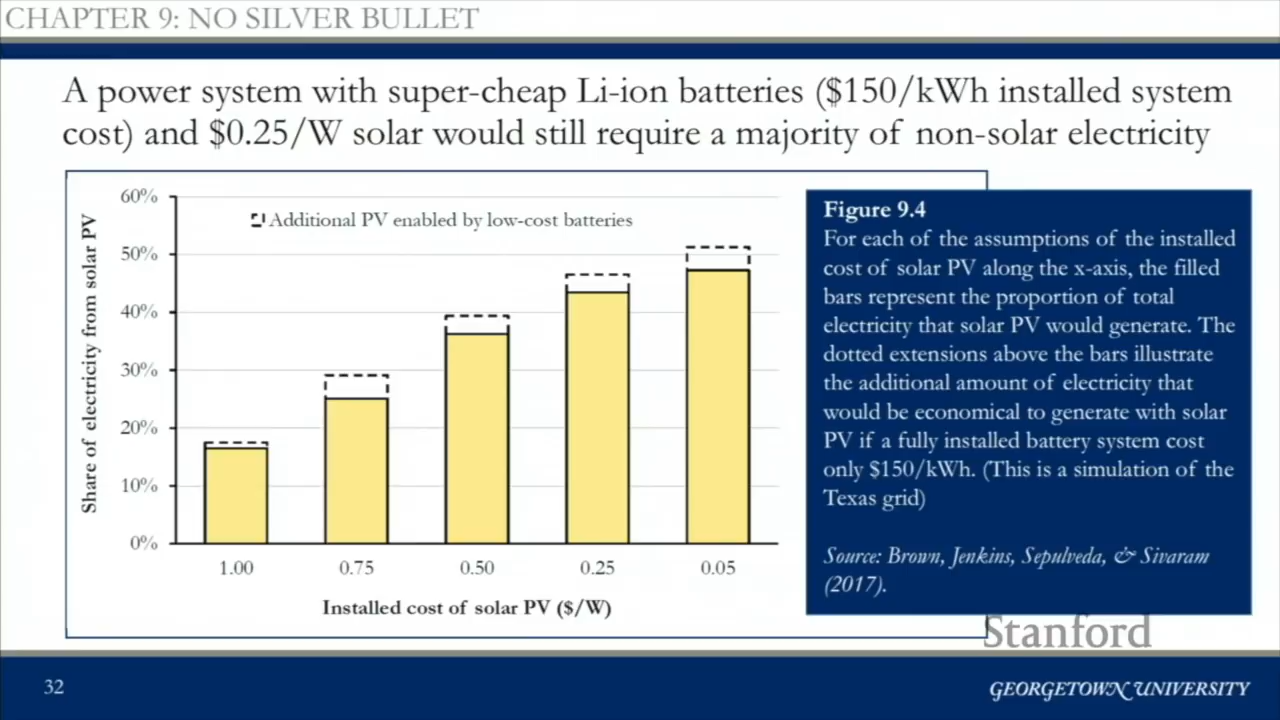 CHAPTER 9: NO SILVER BULLET
A power system with super-cheap Li-ion batteries ($150/kWh installed system
cost) and $0.25/W solar would still require a majority of non-solar electricity
Share of electricity from solar PV
60%
50%
40%
30%
20%
10%
0%
Additional PV enabled by low-cost batteries
1.00 0.75 0.50 0.25 0.05
Installed cost of solar PV ($/W)
Figure 9.4
For each of the assumptions of the installed
cost of solar PV along the x-axis, the filled
bars represent the proportion of total
electricity that solar PV would generate. The
dotted extensions above the bars illustrate
the additional amount of electricity that
would be economical to generate with solar
PV if a fully installed battery system cost
only $150/kWh. (This is a simulation of the
Texas grid)
Source: Brown, Jenkins, Sepulveda, & Sivaram
(2017).
Stanford
32
GEORGETOWN UNIVERSITY